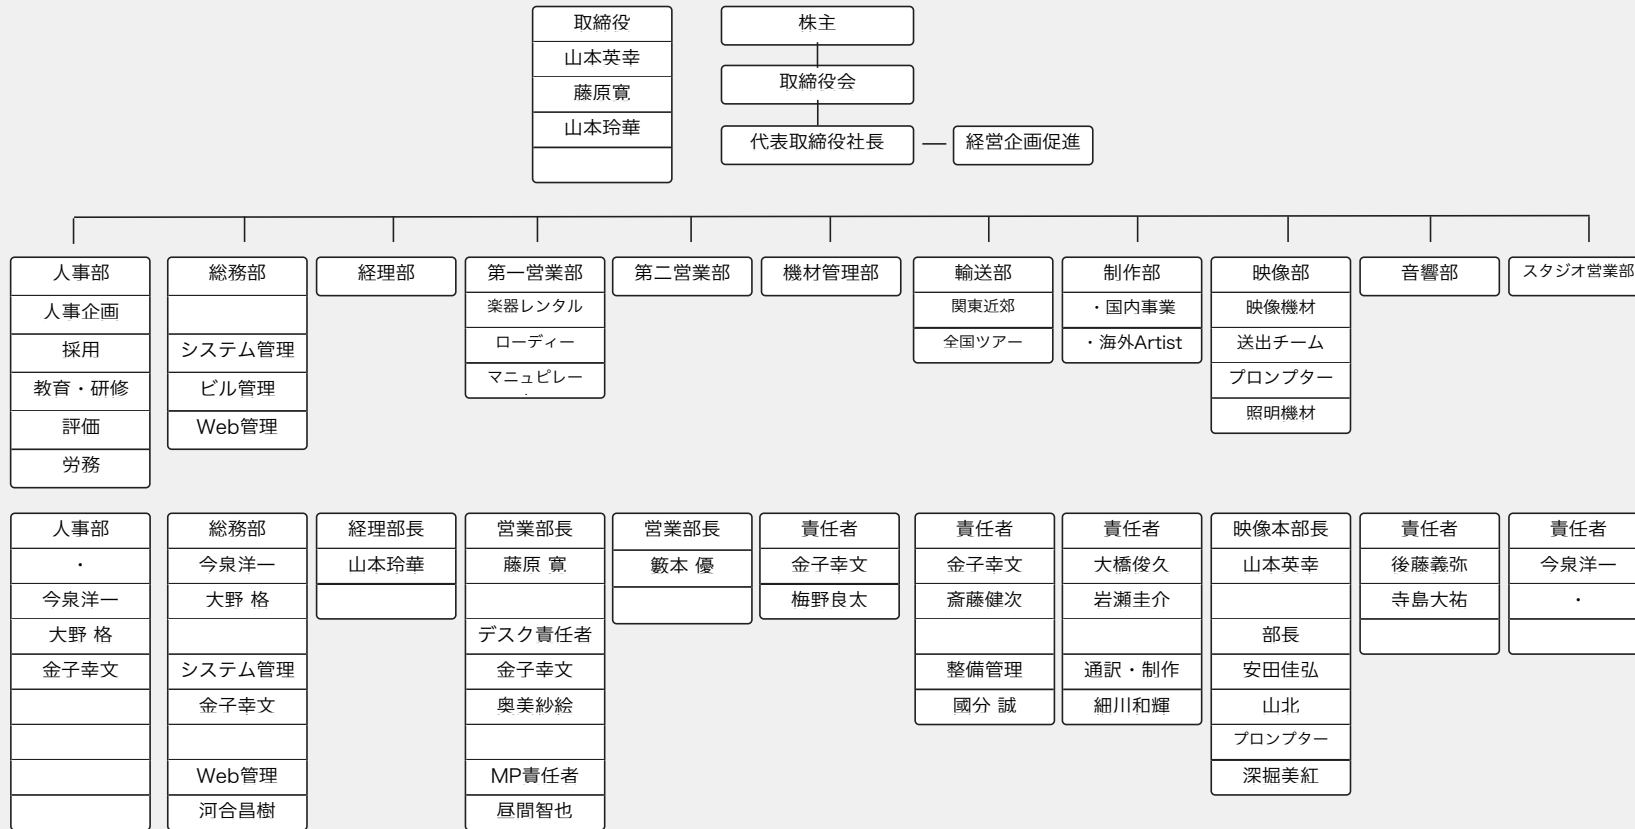 取締役
山本英幸
藤原寛
山本玲華
株主
取締役会
代表取締役社長
経営企画促進
人事部
人事企画
採用
教育・研修
評価
労務
総務部
システム管理
ビル管理
Web管理
経理部
第一営業部
楽器レンタル
ローディー
マニュピレー
第二営業部
機材管理部
輸送部
関東近郊
全国ツアー
制作部
・国内事業
・海外Artist
映像部
映像機材
送出チーム
プロンプター
照明機材
音響部
スタジオ営業部
人事部
・
今泉洋一
大野 格
金子幸文
総務部
今泉洋一
大野 格
システム管理
金子幸文
Web管理
河合昌樹
経理部長
山本玲華
営業部長
藤原 寛
デスク責任者
金子幸文
奥美紗絵
MP責任者
昼間智也
営業部長
籔本 優
責任者
金子幸文
梅野良太
責任者
金子幸文
斎藤健次
整備管理
國分 誠
責任者
大橋俊久
岩瀬圭介
通訳・制作
細川和輝
映像本部長
山本英幸
部長
安田佳弘
山北
プロンプター
深掘美紅
責任者
後藤義弥
寺島大祐
責任者
今泉洋一
・